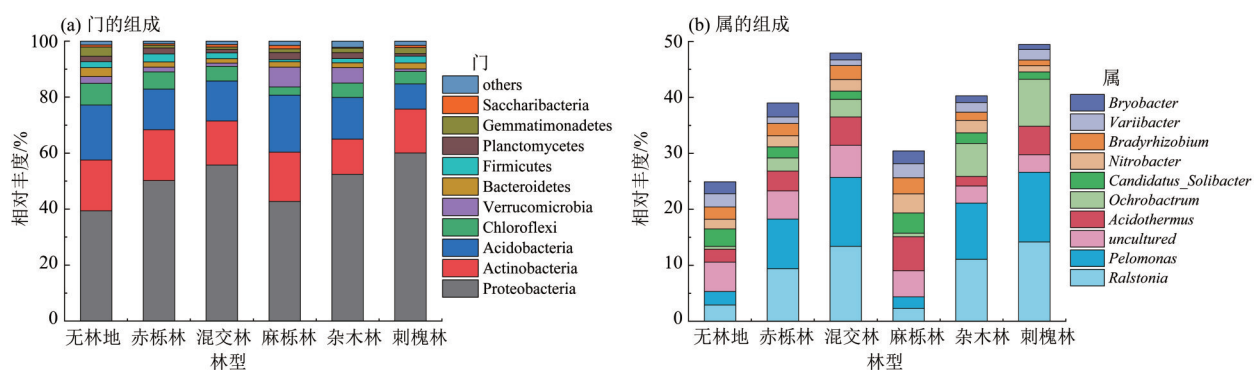 (a) 门的组成
100
80
60
40
20
0
相对丰度/%
无林地 赤栎林 混交林 麻栎林 杂木林 刺槐林
林型
门
others
Saccharibacteria
Gemmatimonadetes
Planctomycetes
Firmicutes
Bacteroidetes
Verrucomicrobia
Chloroflexi
Acidobacteria
Actinobacteria
Proteobacteria
(b) 属的组成
50
40
30
20
10
0
相对丰度/%
无林地 赤栎林 混交林 麻栎林 杂木林 刺槐林
林型
属
Bryobacter
Variibacter
Bradyrhizobium
Nitrobacter
Candidatus_Solibacter
Ochrobactrum
Acidothermus
uncultured
Pelomonas
Ralstonia